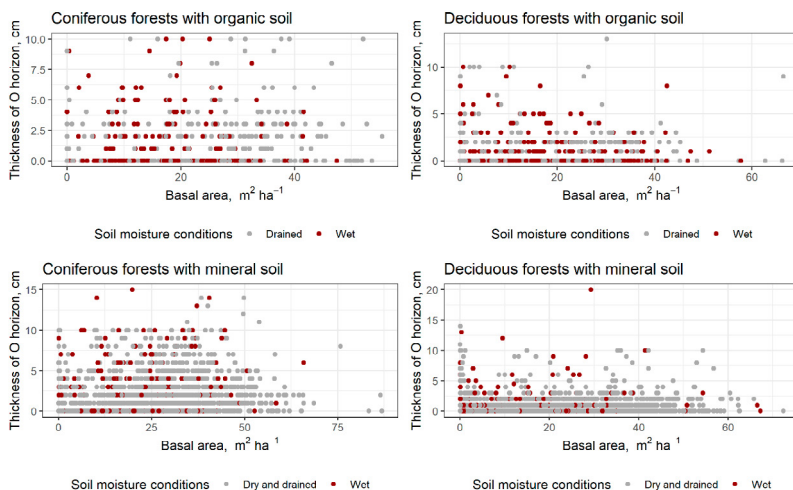 Coniferous forests with organic soil
Thickness of O horizon, cm
10.0
7.5
5.0
2.5
0.0
0
20
40
Basal area, m² ha⁻¹
Soil moisture conditions Drained Wet
Deciduous forests with organic soil
Thickness of O horizon, cm
10
5
0
0
20
40
60
Basal area, m² ha⁻¹
Soil moisture conditions Drained Wet
Coniferous forests with mineral soil
Thickness of O horizon, cm
15
10
5
0
0
25
50
75
Basal area, m² ha⁻¹
Soil moisture conditions Dry and drained Wet
Deciduous forests with mineral soil
Thickness of O horizon, cm
20
15
10
5
0
0
20
40
60
Basal area, m² ha⁻¹
Soil moisture conditions Dry and drained Wet